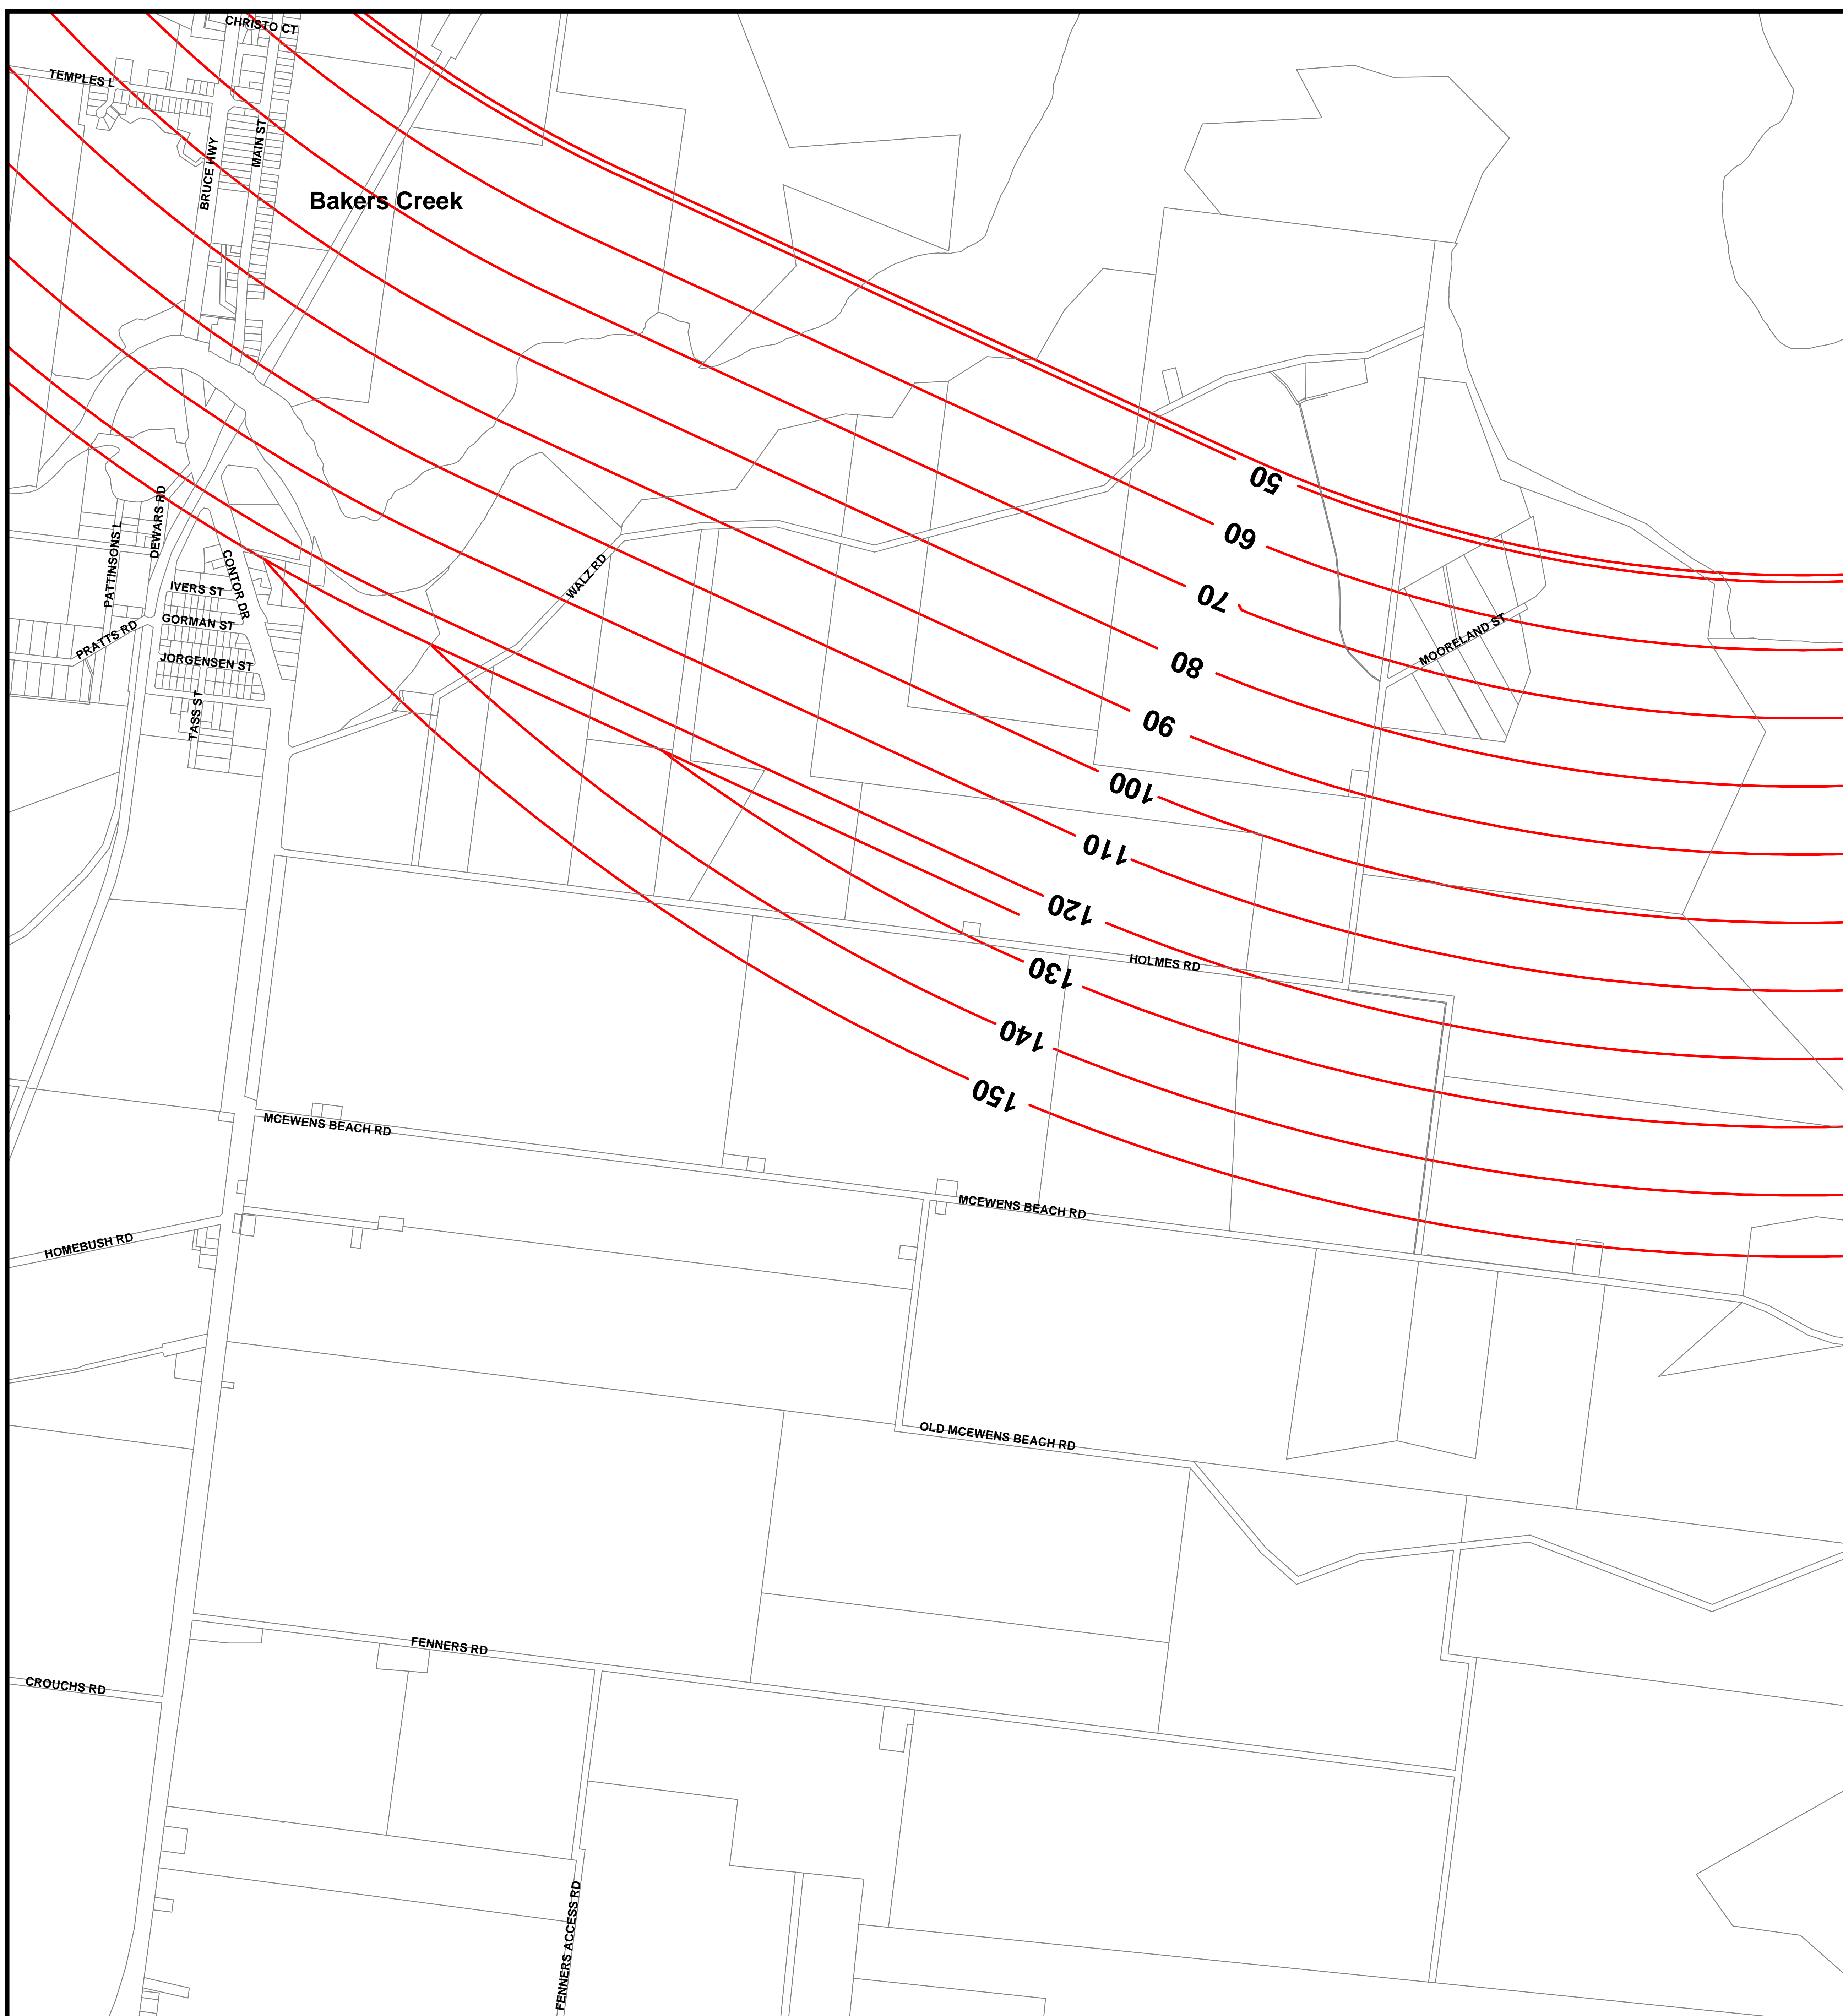 CHRISTO CT
TEMPLES L
MAIN ST
BRUCE HWY
Bakers Creek
50
60
DEWARS RD
PATTINSONS L
CONTOR DR
WALZ RD
IVERS ST
70
GORMAN ST
PRATTS RD
MOORELAND ST
JORGENSEN ST
80
TASS ST
90
100
110
120
HOLMES RD
130
140
150
MCEWENS BEACH RD
MCEWENS BEACH RD
HOMEBUSH RD
OLD MCEWENS BEACH RD
FENNERS RD
CROUCHS RD
FENNERS ACCESS RD